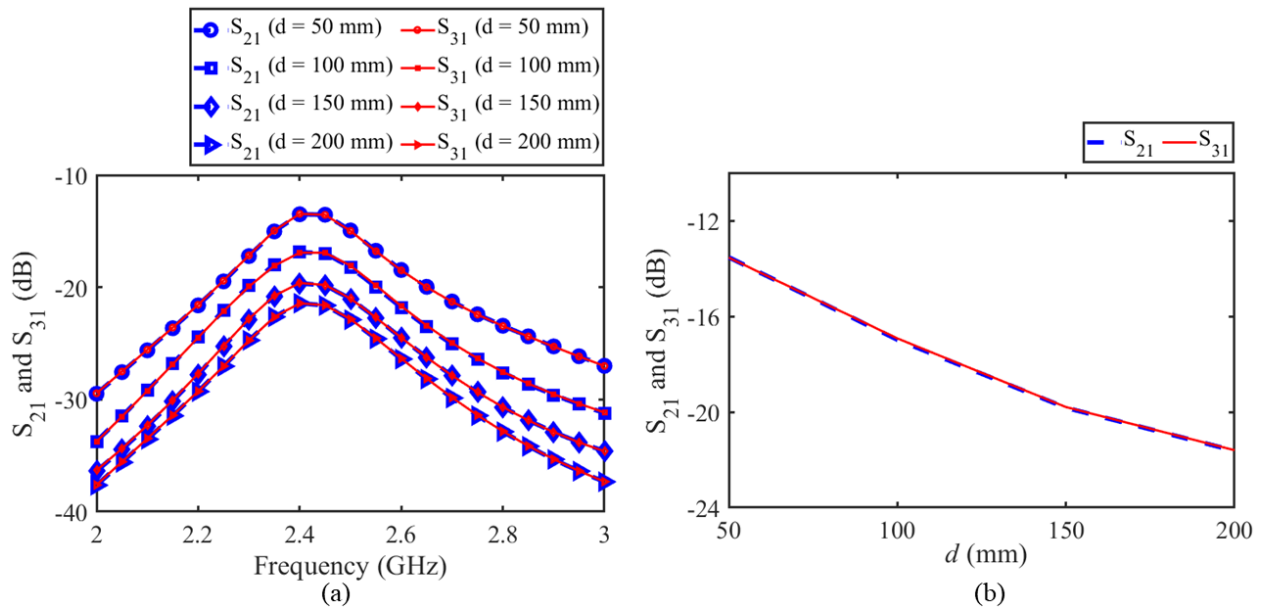 S21 (d = 50 mm) S31 (d = 50 mm)
S21 (d = 100 mm) S31 (d = 100 mm)
S21 (d = 150 mm) S31 (d = 150 mm)
S21 (d = 200 mm) S31 (d = 200 mm)
-10
-20
-30
-40
S21 and S31 (dB)
2 2.2 2.4 2.6 2.8 3
Frequency (GHz)
(a)
S21 S31
-12
-16
-20
-24
S21 and S31 (dB)
50 100 150 200
d (mm)
(b)